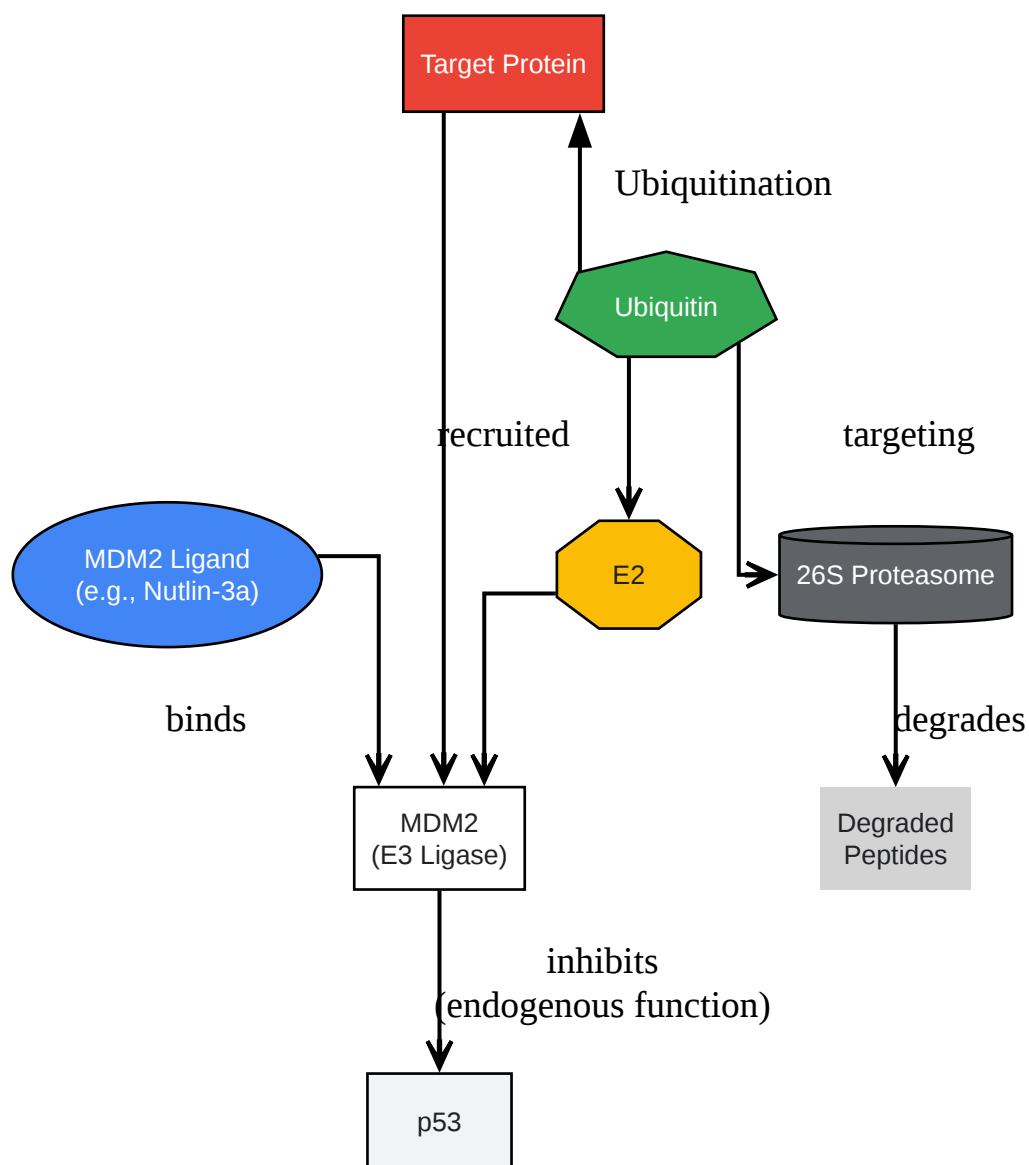 Target Protein
Ubiquitination
Ubiquitin
recruited
targeting
MDM2 Ligand
(e.g., Nutlin-3a)
E2
26S Proteasome
binds
degrades
MDM2
(E3 Ligase)
Degraded
Peptides
inhibits
(endogenous function)
p53